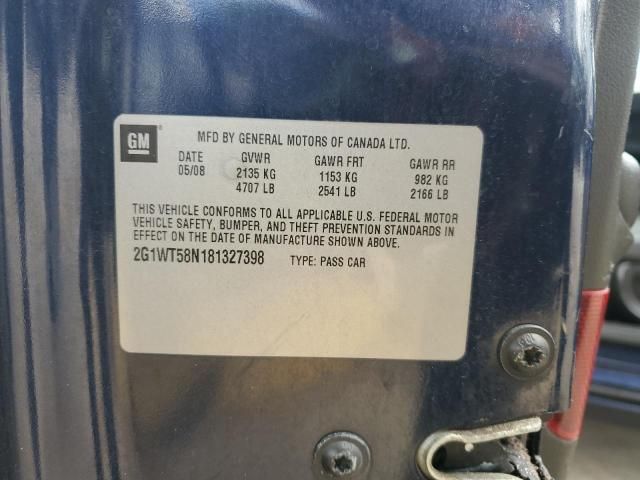 GM
MFD BY GENERAL MOTORS OF CANADA LTD.
DATE GVWR GAWR FRT GAWR RR
05/08 2135 KG 1153 KG 982 KG
4707 LB 2541 LB 2166 LB
THIS VEHICLE CONFORMS TO ALL APPLICABLE U.S. FEDERAL MOTOR
VEHICLE SAFETY, BUMPER, AND THEFT PREVENTION STANDARDS IN
EFFECT ON THE DATE OF MANUFACTURE SHOWN ABOVE.
2G1WT58N181327398 TYPE: PASS CAR